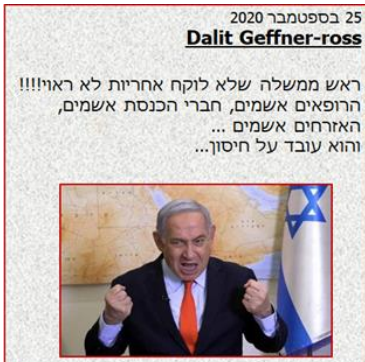 25 בספטמבר 2020
Dalit Geffner-ross
ראש ממשלה שלא לוקח אחריות לא ראוי!!!!
הרופאים אשמים, חברי הכנסת אשמים,
האזרחים אשמים ...
והוא עובד על חיסון...